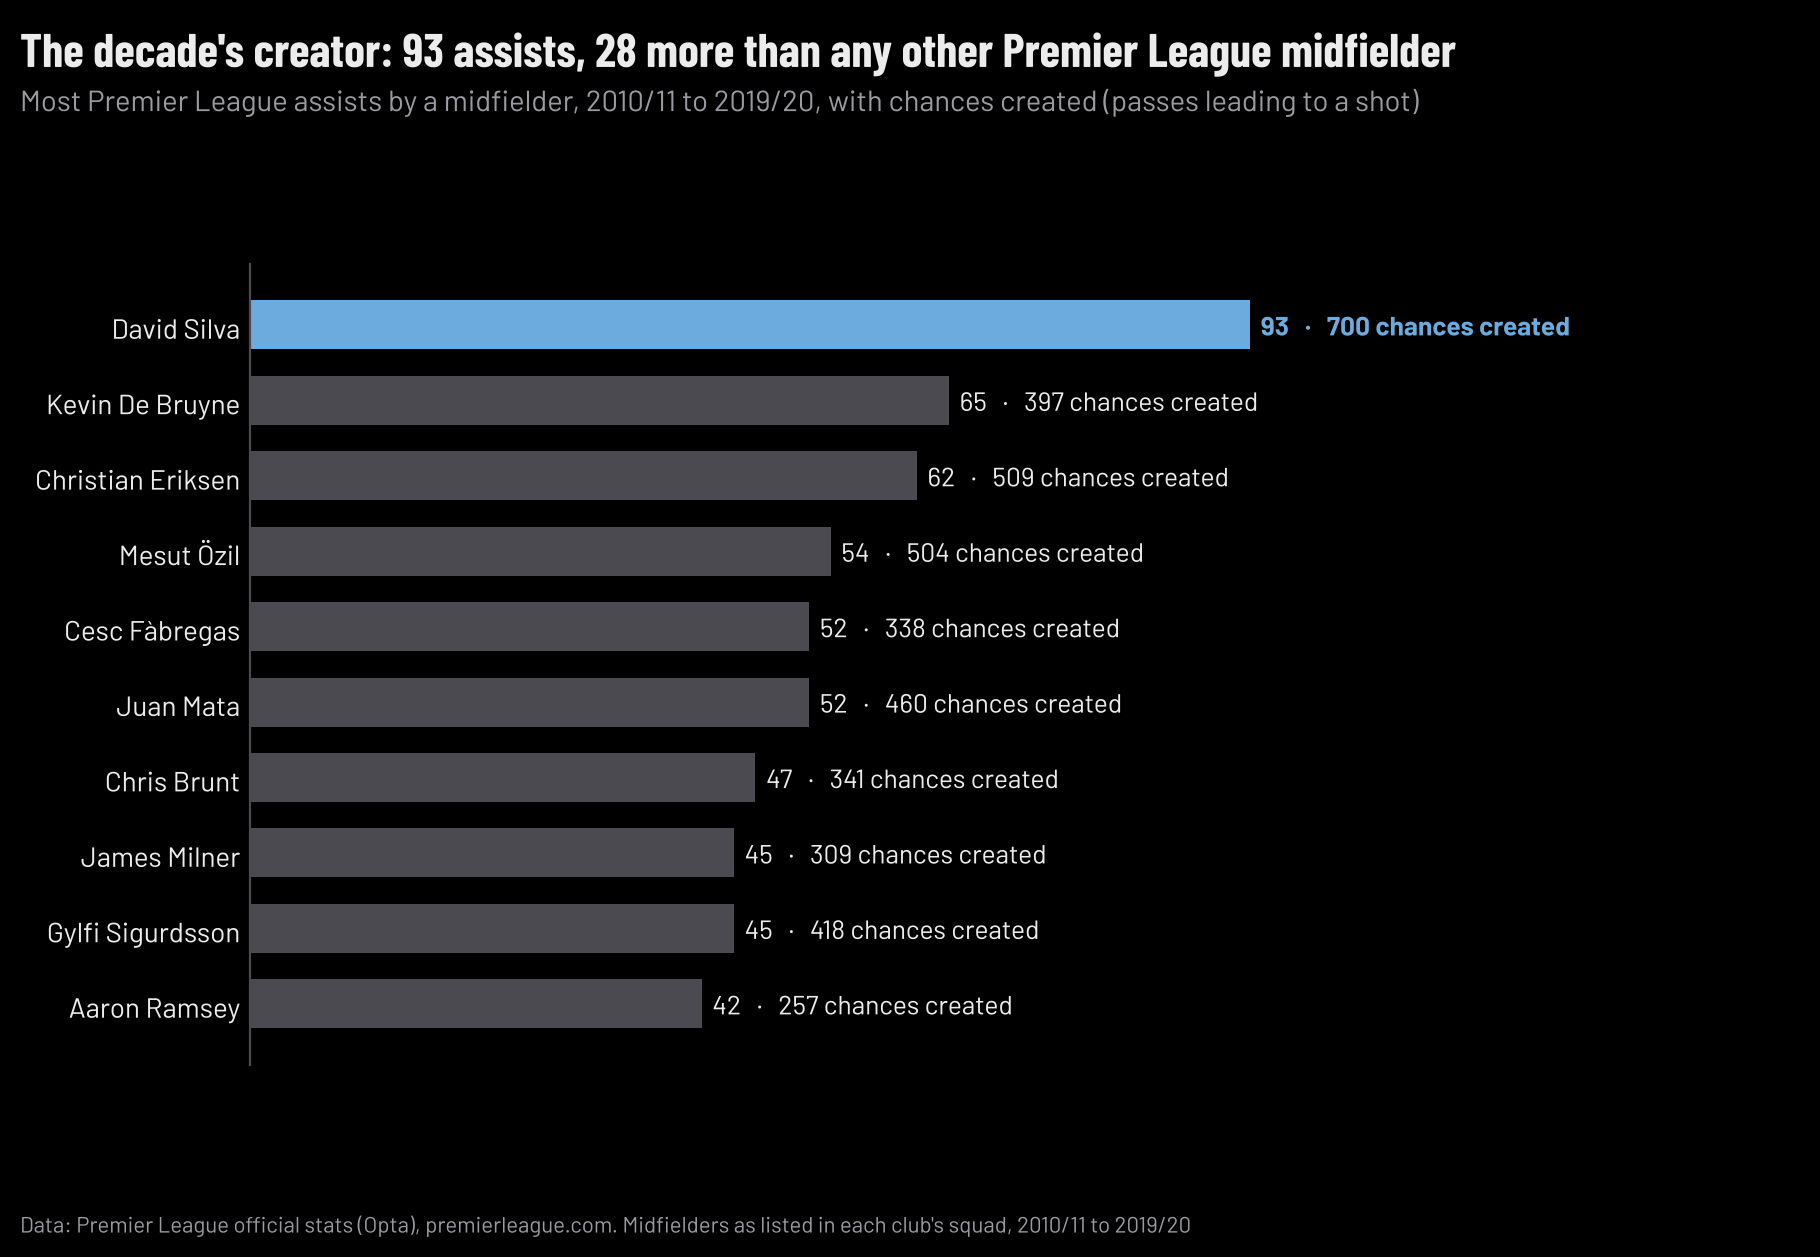 The decade's creator: 93 assists, 28 more than any other Premier League midfielder
Most Premier League assists by a midfielder, 2010/11 to 2019/20, with chances created (passes leading to a shot)
David Silva 93 · 700 chances created
Kevin De Bruyne 65 · 397 chances created
Christian Eriksen 62 · 509 chances created
Mesut Özil 54 · 504 chances created
Cesc Fàbregas 52 · 338 chances created
Juan Mata 52 · 460 chances created
Chris Brunt 47 · 341 chances created
James Milner 45 · 309 chances created
Gylfi Sigurdsson 45 · 418 chances created
Aaron Ramsey 42 · 257 chances created
Data: Premier League official stats (Opta), premierleague.com. Midfielders as listed in each club's squad, 2010/11 to 2019/20